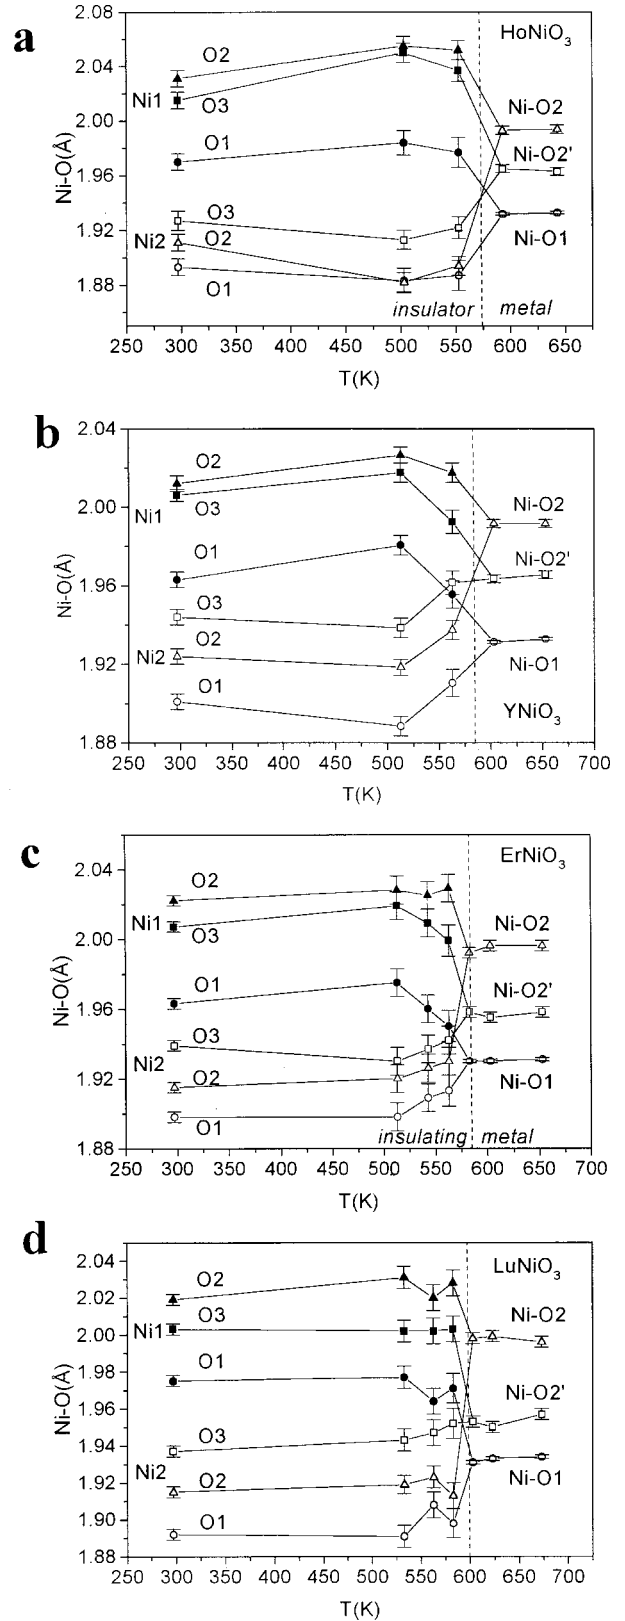 a
HoNiO3
2.08
2.04
2.00
1.96
1.92
1.88
Ni-O(Å)
O2
Ni1
O3
O1
O3
Ni2
O2
O1
Ni-O2
Ni-O2'
Ni-O1
insulator metal
250 300 350 400 450 500 550 600 650
T(K)
b
2.04
2.00
1.96
1.92
1.88
Ni-O(Å)
O2
Ni1
O3
O1
O3
O2
Ni2
O1
Ni-O2
Ni-O2'
Ni-O1
YNiO3
250 300 350 400 450 500 550 600 650 700
T(K)
c
ErNiO3
2.04
2.00
1.96
1.92
1.88
Ni-O(Å)
O2
Ni1
O3
O1
O3
Ni2
O2
O1
Ni-O2
Ni-O2'
Ni-O1
insulating metal
250 300 350 400 450 500 550 600 650 700
T(K)
d
LuNiO3
2.04
2.02
2.00
1.98
1.96
1.94
1.92
1.90
1.88
Ni-O(Å)
O2
O3
Ni1
O1
O3
Ni2
O2
O1
Ni-O2
Ni-O2'
Ni-O1
250 300 350 400 450 500 550 600 650 700
T(K)